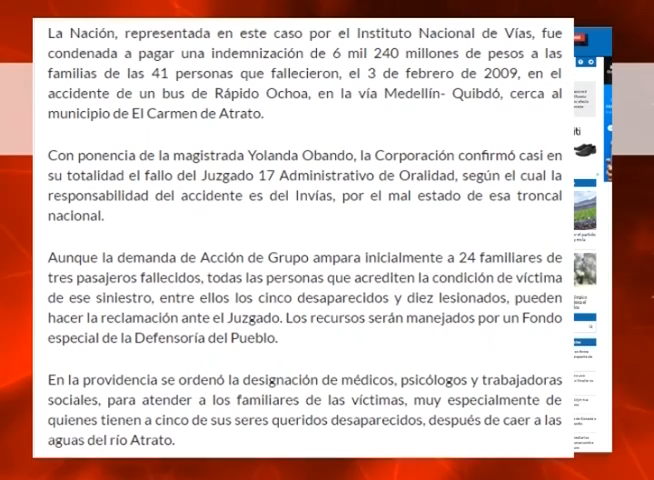 La Nación, representada en este caso por el Instituto Nacional de Vías, fue
condenada a pagar una indemnización de 6 mil 240 millones de pesos a las
familias de las 41 personas que fallecieron, el 3 de febrero de 2009, en el
accidente de un bus de Rápido Ochoa, en la vía Medellín- Quibdó, cerca al
municipio de El Carmen de Atrato.
Con ponencia de la magistrada Yolanda Obando, la Corporación confirmó casi en
su totalidad el fallo del Juzgado 17 Administrativo de Oralidad, según el cual la
responsabilidad del accidente es del Invías, por el mal estado de esa troncal
nacional.
Aunque la demanda de Acción de Grupo ampara inicialmente a 24 familiares de
tres pasajeros fallecidos, todas las personas que acrediten la condición de víctima
de ese siniestro, entre ellos los cinco desaparecidos y diez lesionados, pueden
hacer la reclamación ante el Juzgado. Los recursos serán manejados por un Fondo
especial de la Defensoría del Pueblo.
En la providencia se ordenó la designación de médicos, psicólogos y trabajadoras
sociales, para atender a los familiares de las víctimas, muy especialmente de
quienes tienen a cinco de sus seres queridos desaparecidos, después de caer a las
aguas del río Atrato.